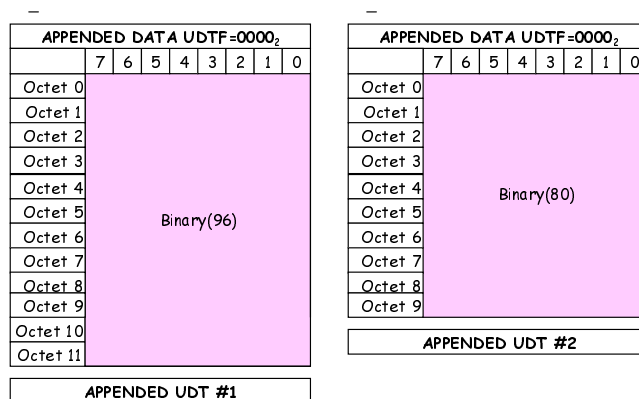 APPENDED DATA UDTF=0000₂
7 6 5 4 3 2 1 0
Octet 0
Octet 1
Octet 2
Octet 3
Octet 4
Octet 5
Octet 6
Octet 7
Octet 8
Octet 9
Octet 10
Octet 11
Binary(96)
APPENDED UDT #1
APPENDED DATA UDTF=0000₂
7 6 5 4 3 2 1 0
Octet 0
Octet 1
Octet 2
Octet 3
Octet 4
Octet 5
Octet 6
Octet 7
Octet 8
Octet 9
Binary(80)
APPENDED UDT #2